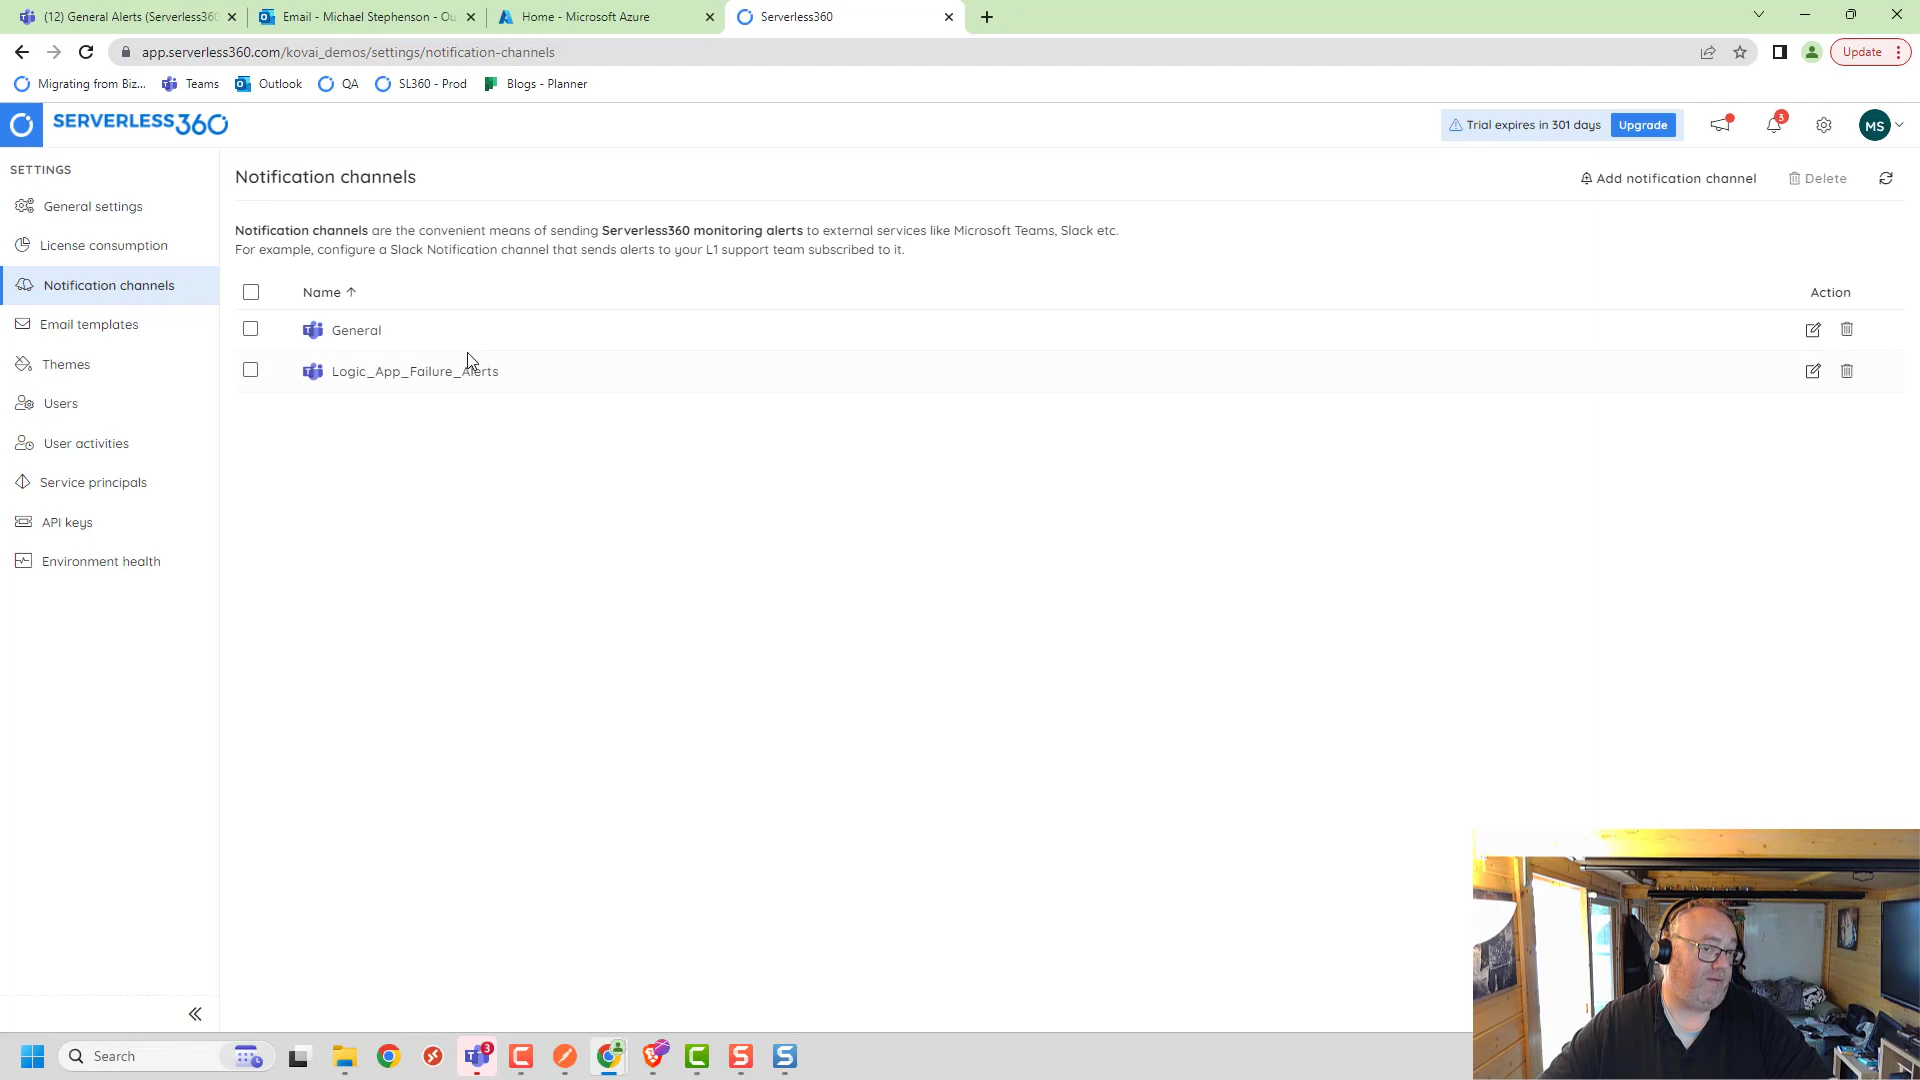 (12) General Alerts (Serverless360
Email - Michael Stephenson - Ou
Home - Microsoft Azure
Serverless360
app.serverless360.com/kovai_demos/settings/notification-channels
Update
Migrating from Biz...
Teams
Outlook
QA
SL360 - Prod
Blogs - Planner
SERVERLESS360
Trial expires in 301 days
Upgrade
3
MS
SETTINGS
General settings
License consumption
Notification channels
Email templates
Themes
Users
User activities
Service principals
API keys
Environment health
Notification channels
Add notification channel
Delete
Notification channels are the convenient means of sending Serverless360 monitoring alerts to external services like Microsoft Teams, Slack etc.
For example, configure a Slack Notification channel that sends alerts to your L1 support team subscribed to it.
Name
Action
General
Logic_App_Failure_Alerts
Search
3